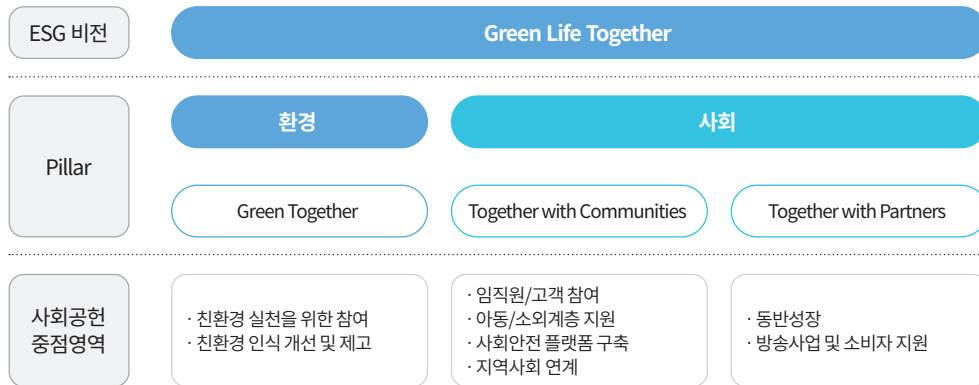 ESG 비전
Green Life Together
Pillar
환경
사회
Green Together
Together with Communities
Together with Partners
사회공헌
중점영역
· 친환경 실천을 위한 참여
· 친환경 인식 개선 및 제고
· 임직원/고객 참여
· 아동/소외계층 지원
· 사회안전 플랫폼 구축
· 지역사회 연계
· 동반성장
· 방송사업 및 소비자 지원